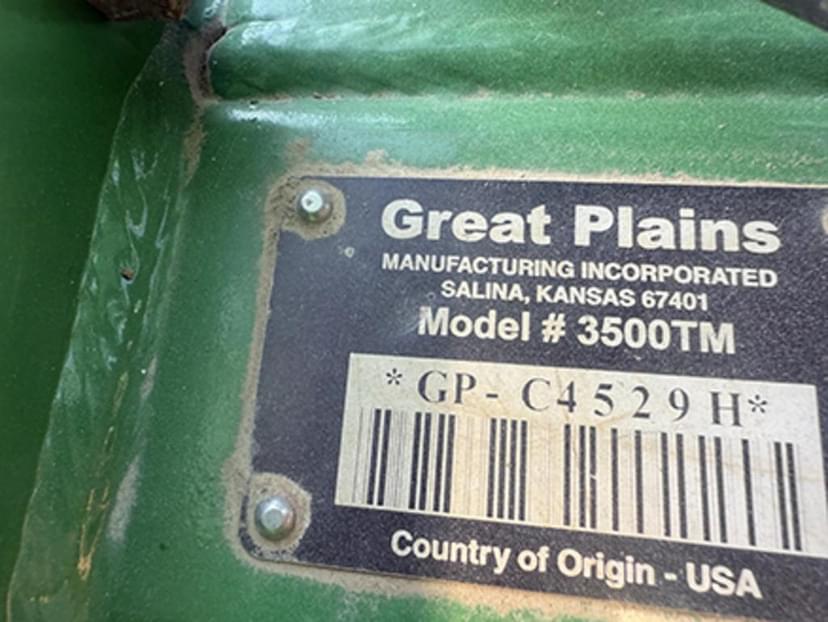 Great Plains
MANUFACTURING INCORPORATED
SALINA, KANSAS 67401
Model # 3500TM
*GP- C4529H*
Country of Origin - USA